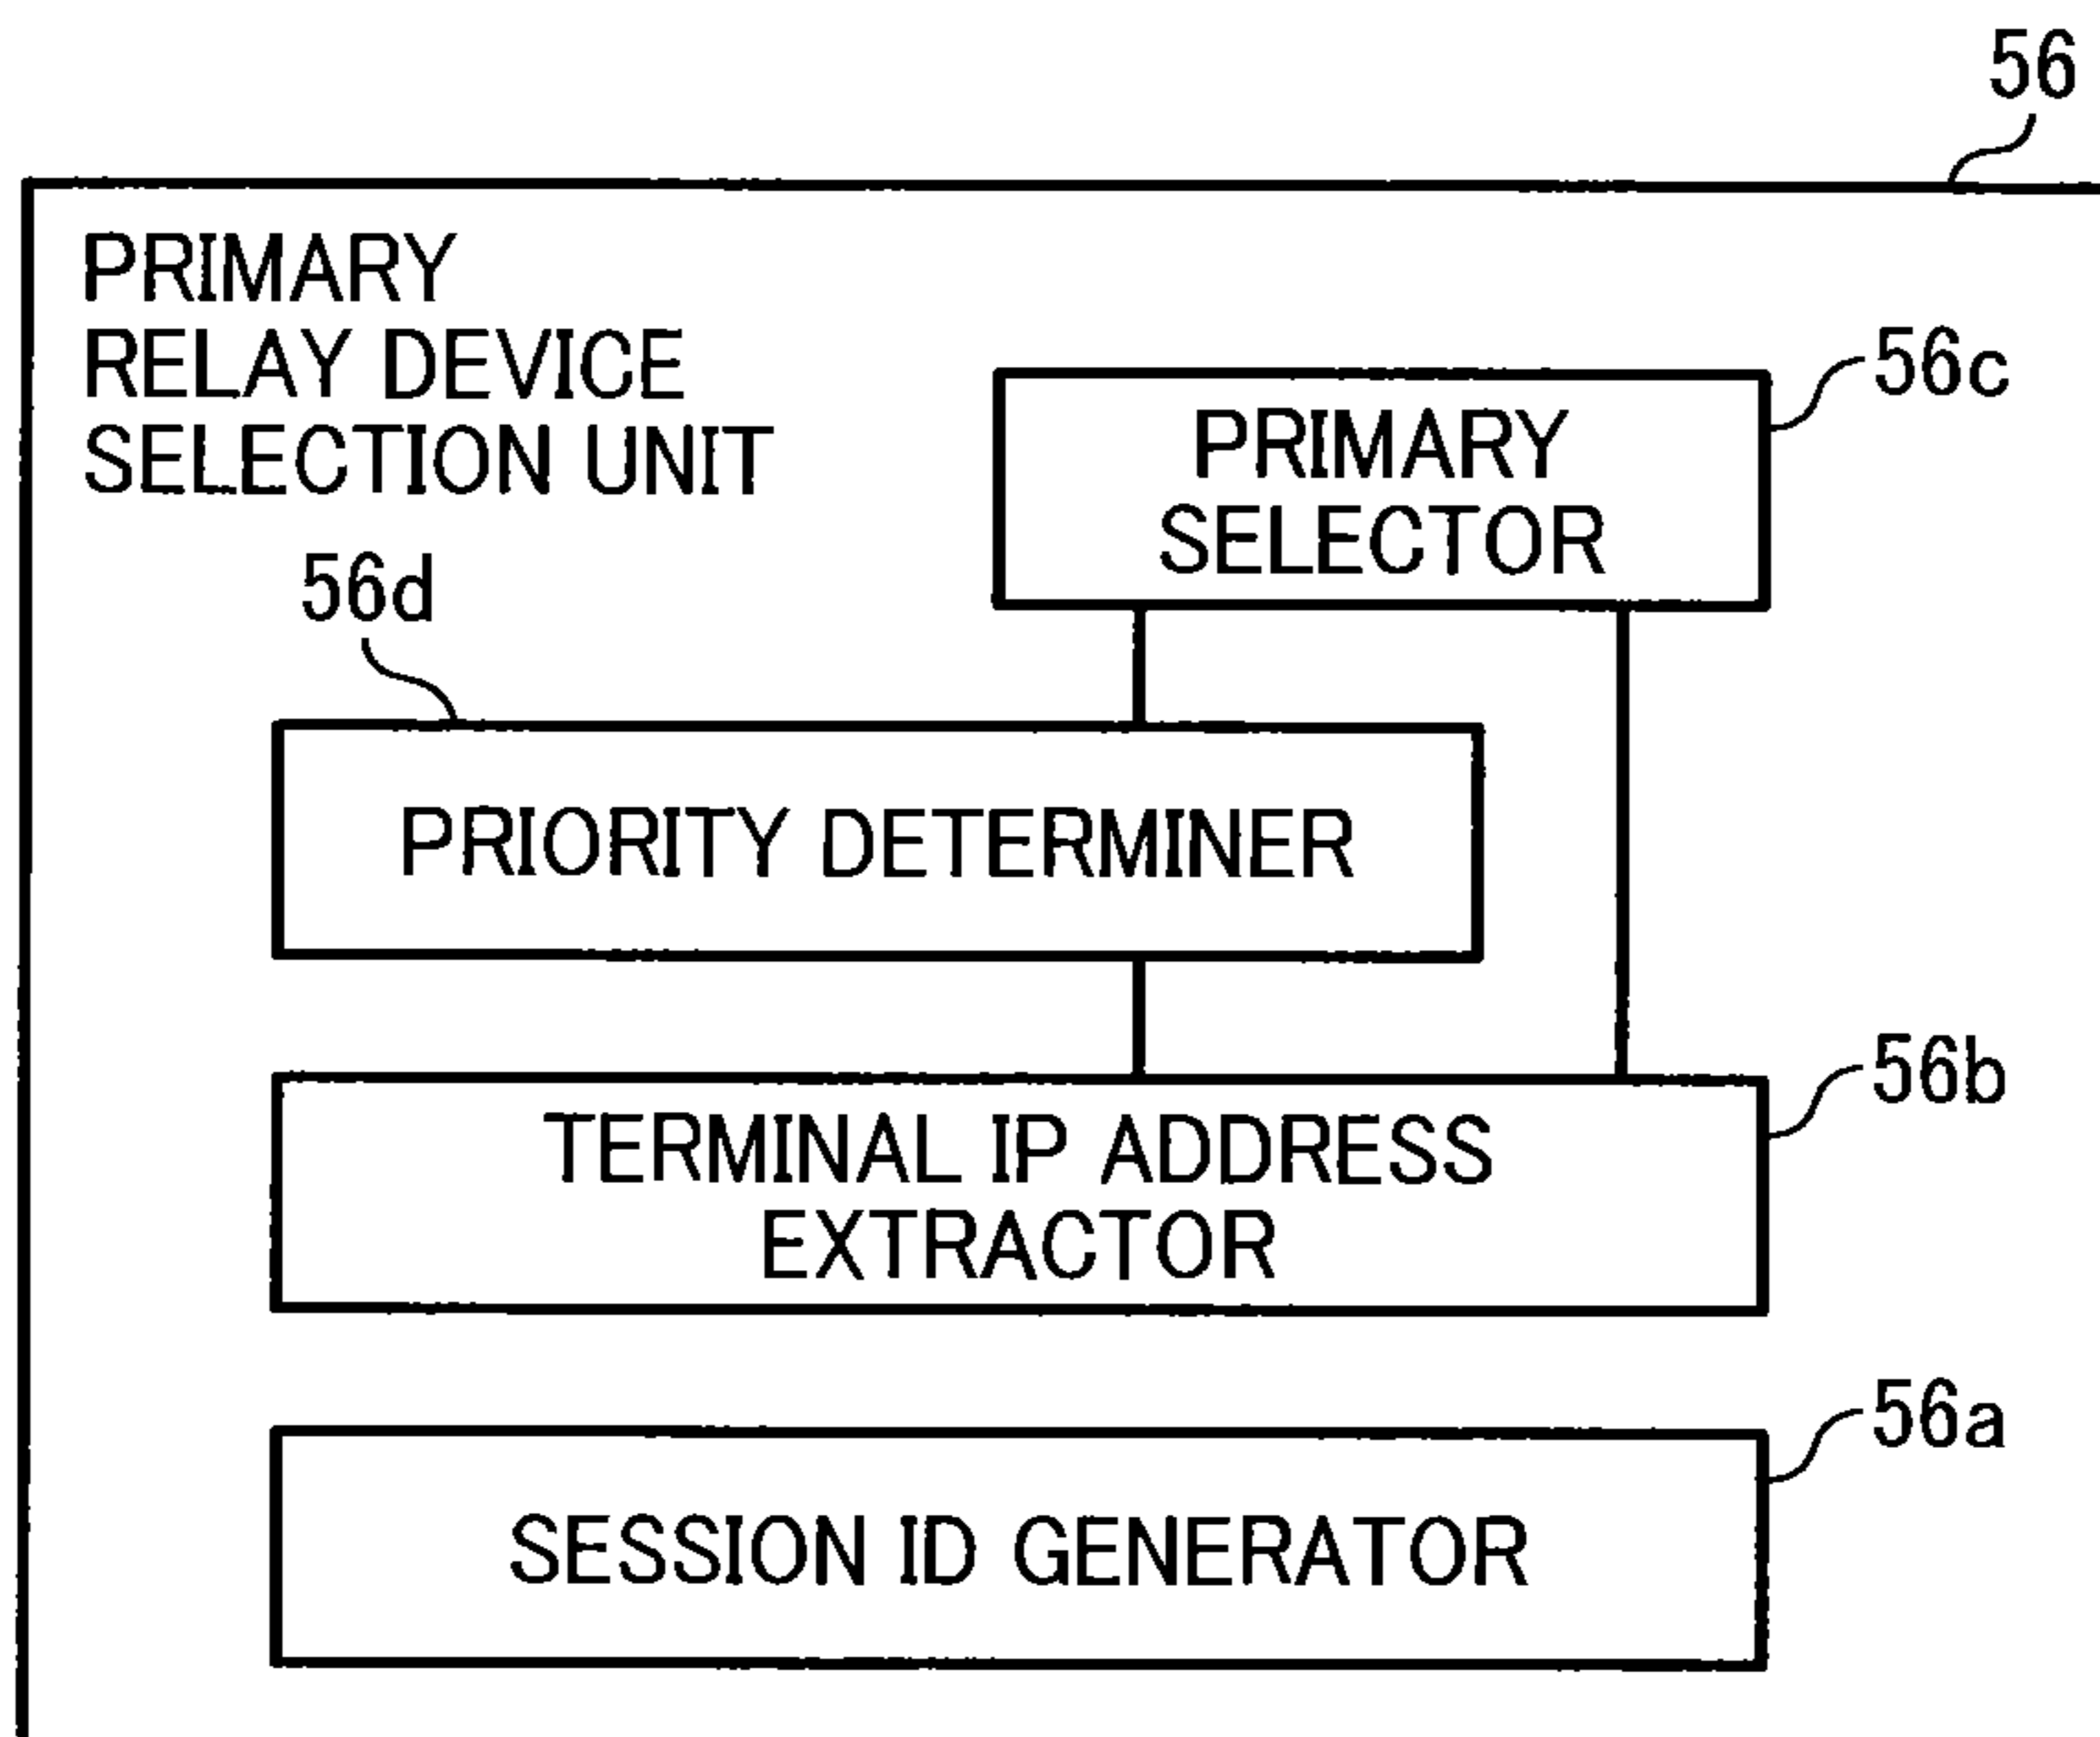 56
PRIMARY
RELAY DEVICE
SELECTION UNIT
56c
PRIMARY
SELECTOR
56d
PRIORITY DETERMINER
56b
TERMINAL IP ADDRESS
EXTRACTOR
56a
SESSION ID GENERATOR